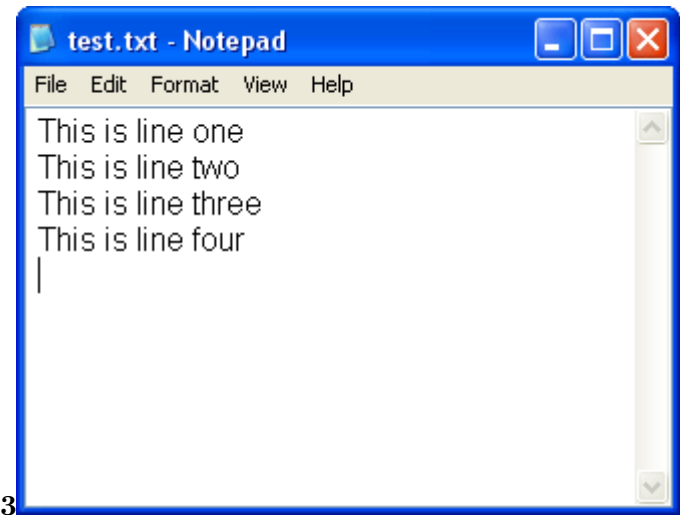 test.txt - Notepad
File Edit Format View Help
This is line one
This is line two
This is line three
This is line four
3